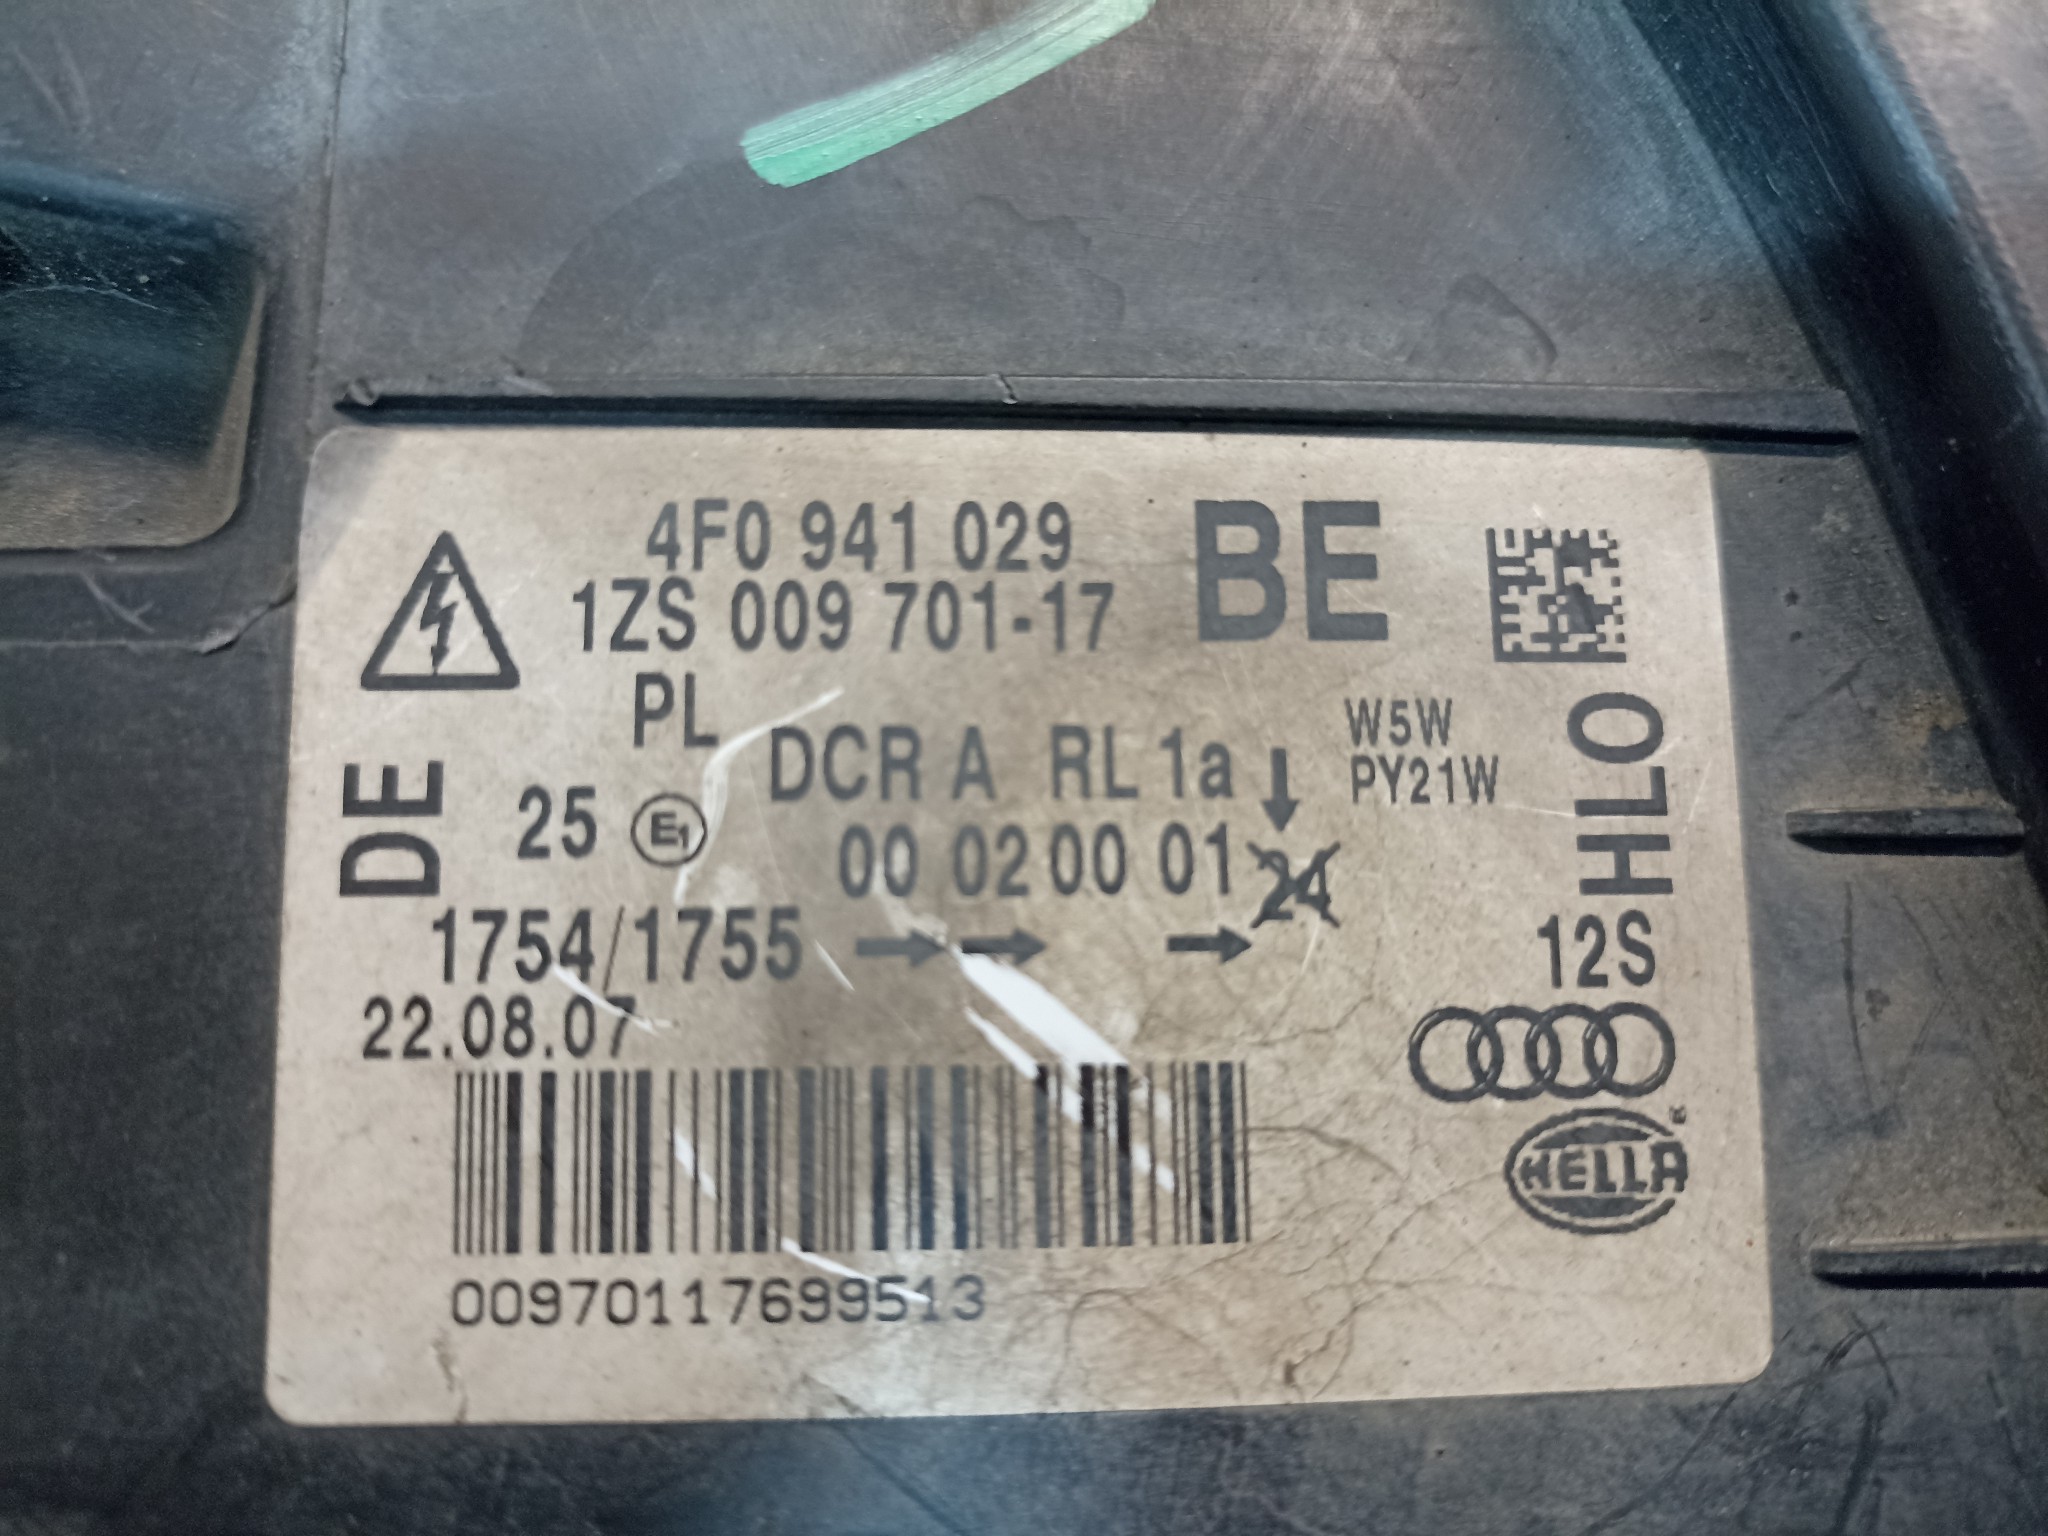 4F0 941 029 BE
1ZS 009 701-17
PL
DCR A RL 1a
W5W
PY21W
HLO
DE
25 E1
00 02 00 01 24
1754/1755
12S
22.08.07
HELLA
00970117699513